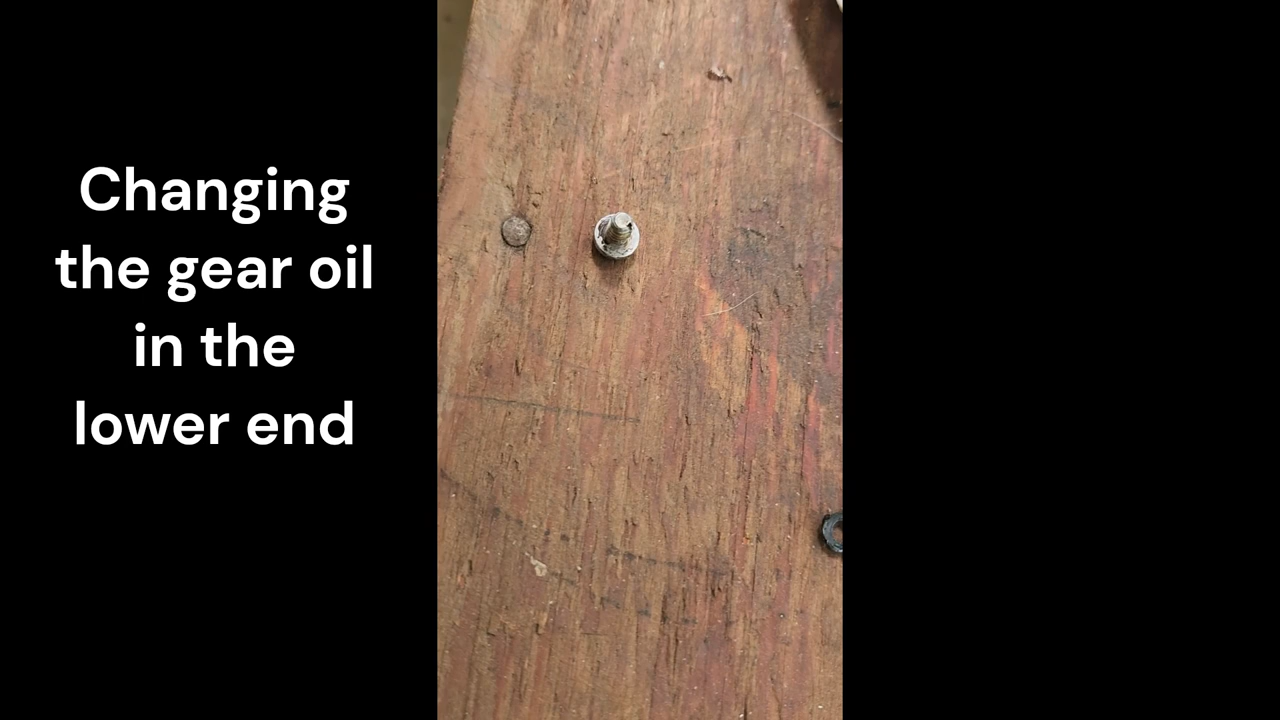 Changing
the gear oil
in the
lower end